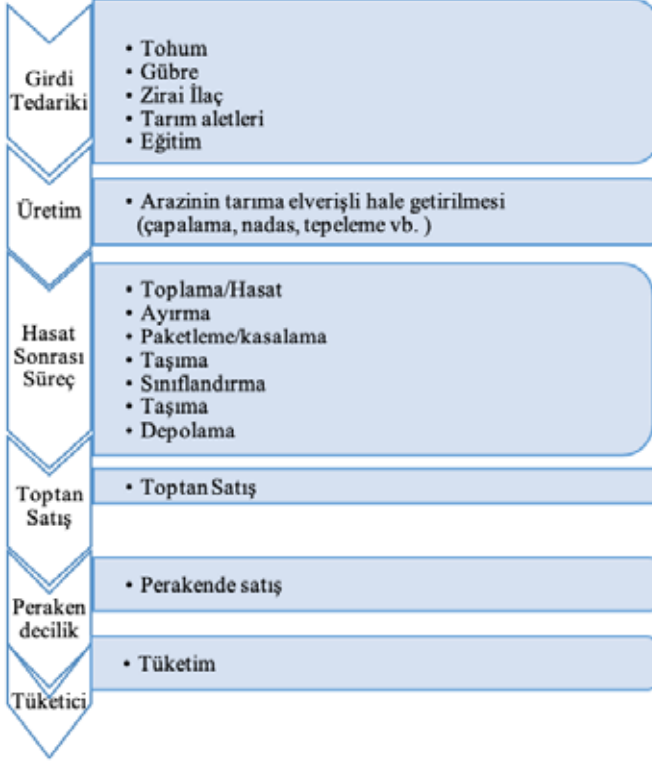 Girdi
Tedariki
• Tohum
• Gübre
• Zirai İlaç
• Tarım aletleri
• Eğitim
Üretim
• Arazinin tarıma elverişli hale getirilmesi
(çapalama, nadas, tepeleme vb. )
Hasat
Sonrası
Süreç
• Toplama/Hasat
• Ayırma
• Paketleme/kasalama
• Taşıma
• Sınıflandırma
• Taşıma
• Depolama
Toptan
Satış
• Toptan Satış
Peraken
decilik
• Perakende satış
Tüketici
• Tüketim